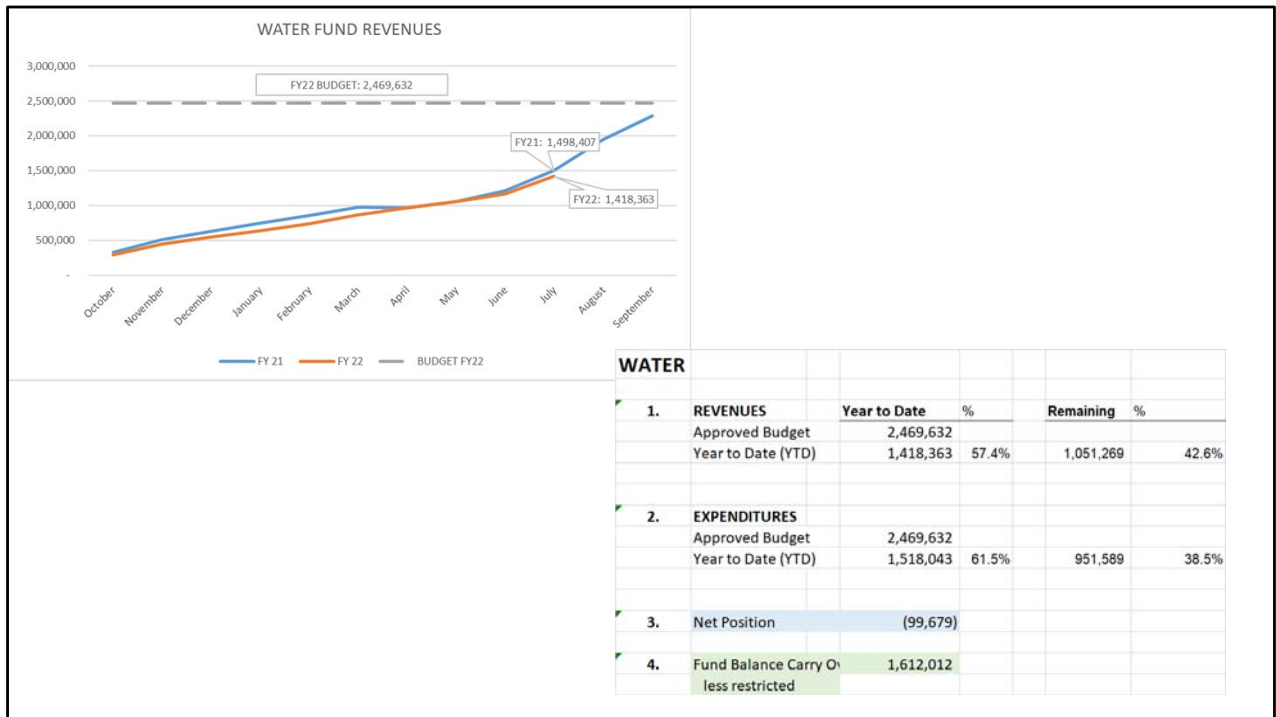 WATER FUND REVENUES
3,000,000
2,500,000
2,000,000
1,500,000
1,000,000
500,000
-
FY22 BUDGET: 2,469,632
FY21: 1,498,407
FY22: 1,418,363
October
November
December
January
February
March
April
May
June
July
August
September
FY 21 FY 22 BUDGET FY22
WATER
1. REVENUES Year to Date % Remaining %
Approved Budget 2,469,632
Year to Date (YTD) 1,418,363 57.4% 1,051,269 42.6%
2. EXPENDITURES
Approved Budget 2,469,632
Year to Date (YTD) 1,518,043 61.5% 951,589 38.5%
3. Net Position (99,679)
4. Fund Balance Carry Ov 1,612,012
less restricted